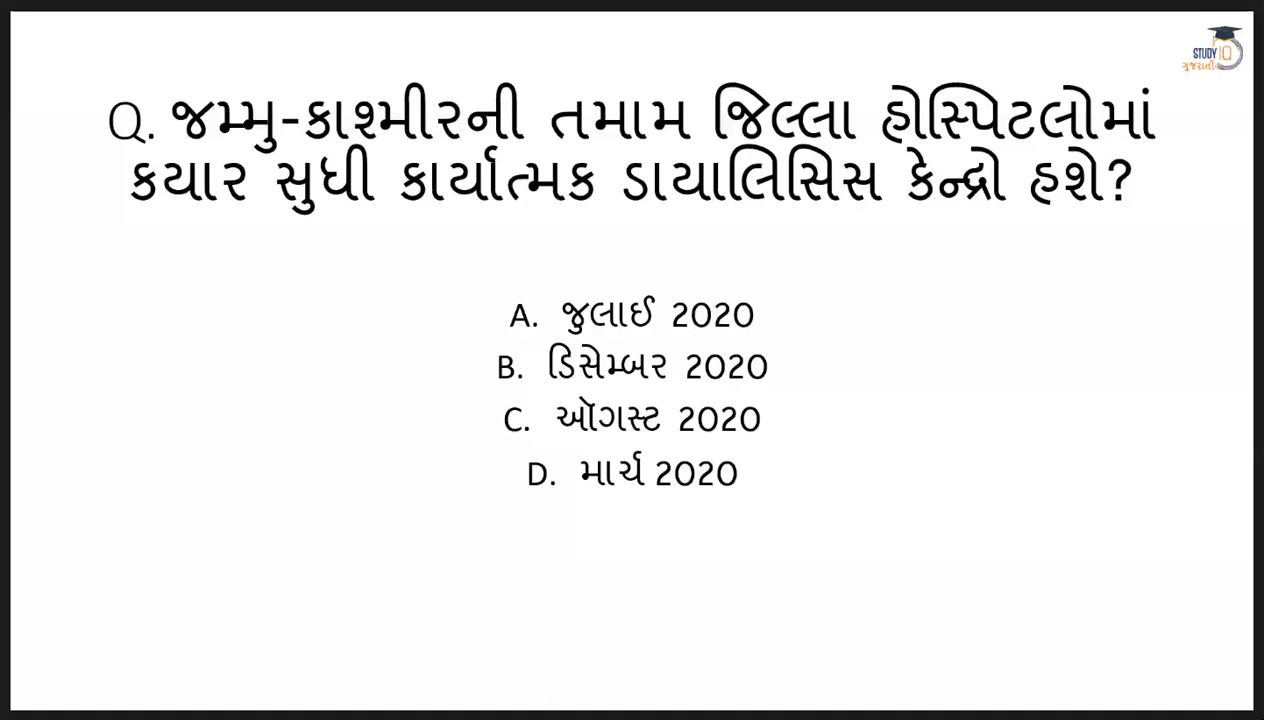 STUDY IQ
ગુજરાતી
Q. જમ્મુ-કાશ્મીરની તમામ જિલ્લા હોસ્પિટલોમાં
કયાર સુધી કાર્યાત્મક ડાયાલિસિસ કેન્દ્રો હશે?
A. જુલાઈ 2020
B. ડિસેમ્બર 2020
C. ઑગસ્ટ 2020
D. માર્ચ 2020